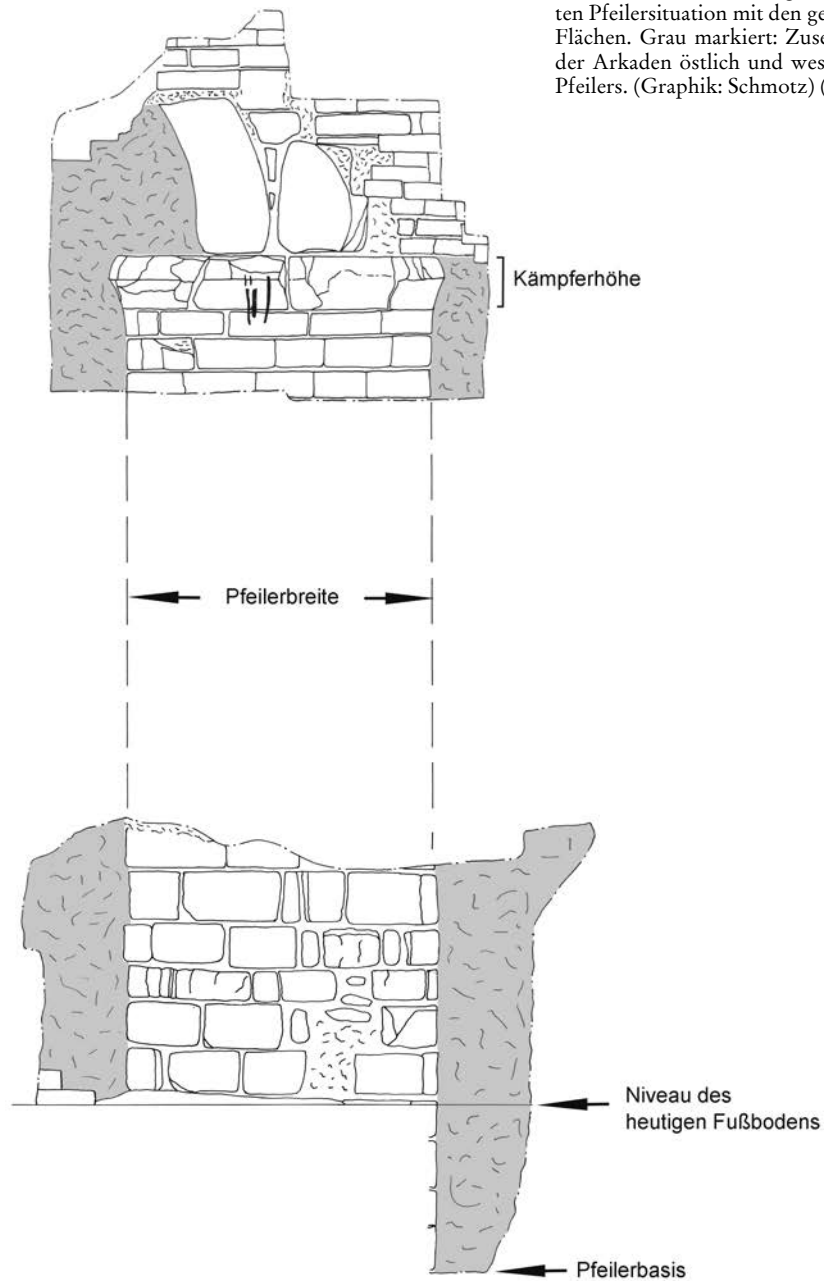 ten Pfeilersituation mit den ge
Flächen. Grau markiert: Zuse
der Arkaden östlich und wes
Pfeilers. (Graphik: Schmotz) (
Kämpferhöhe
Pfeilerbreite
Niveau des
heutigen Fußbodens
Pfeilerbasis